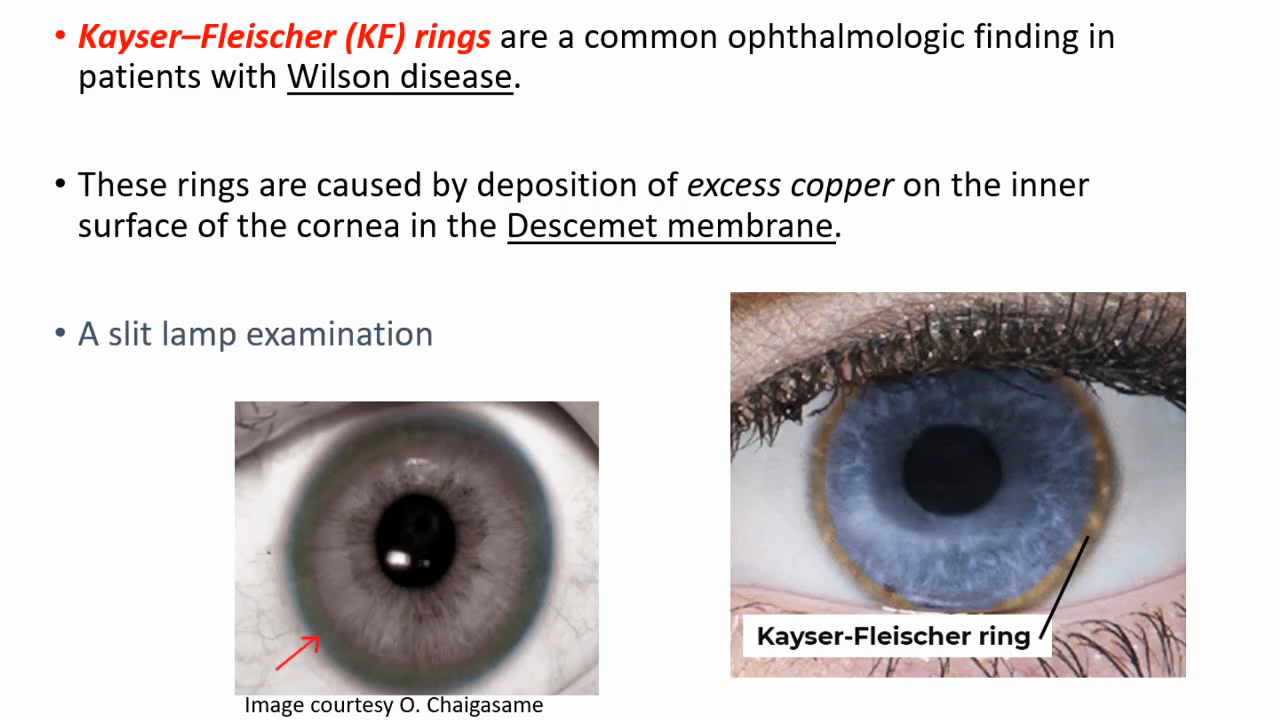 • Kayser–Fleischer (KF) rings are a common ophthalmologic finding in
patients with Wilson disease.
• These rings are caused by deposition of excess copper on the inner
surface of the cornea in the Descemet membrane.
• A slit lamp examination
Kayser-Fleischer ring
Image courtesy O. Chaigasame